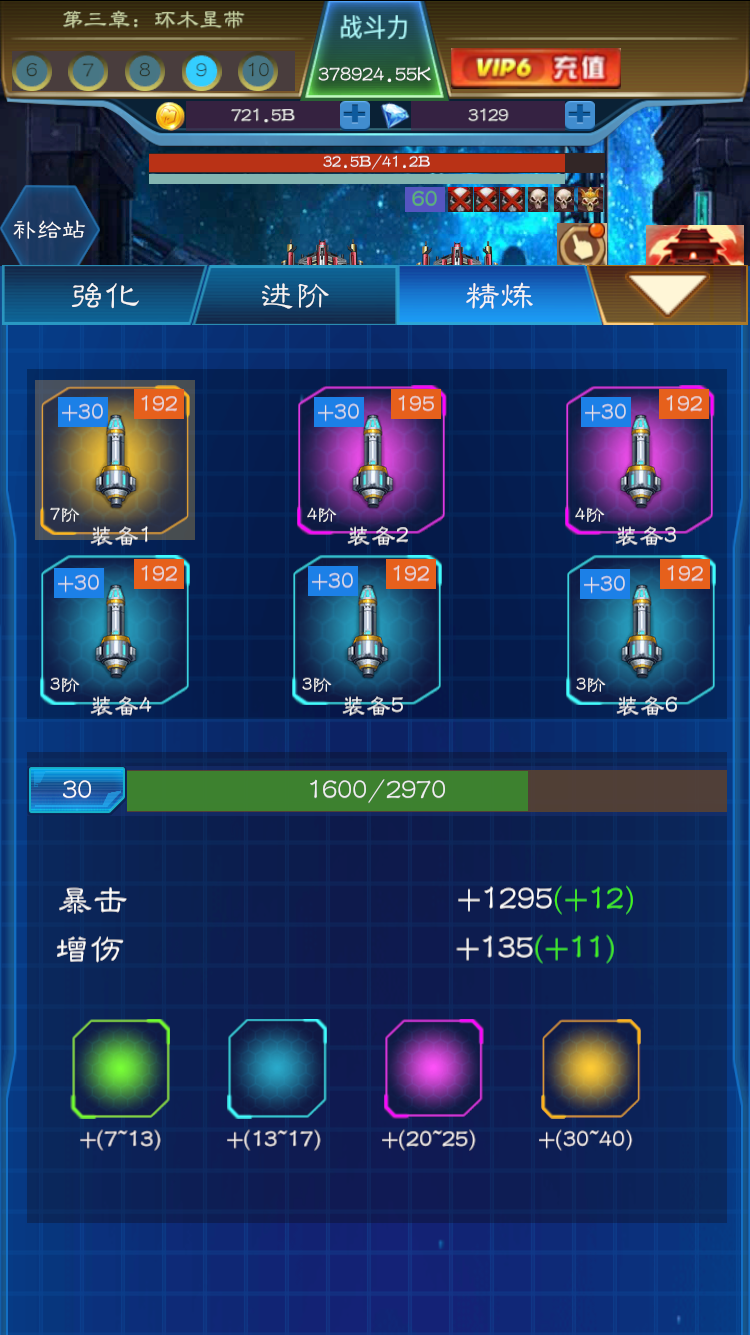 第三章：环木星带
战斗力
6 7 8 9 10
378924.55K
VIP6 充值
721.5B
3129
32.5B/41.2B
60
补给站
强化 进阶 精炼
+30 192 +30 195 +30 192
7阶 4阶 4阶
装备1 装备2 装备3
+30 192 +30 192 +30 192
3阶 3阶 3阶
装备4 装备5 装备6
30 1600/2970
暴击 +1295(+12)
增伤 +135(+11)
+(7~13) +(13~17) +(20~25) +(30~40)